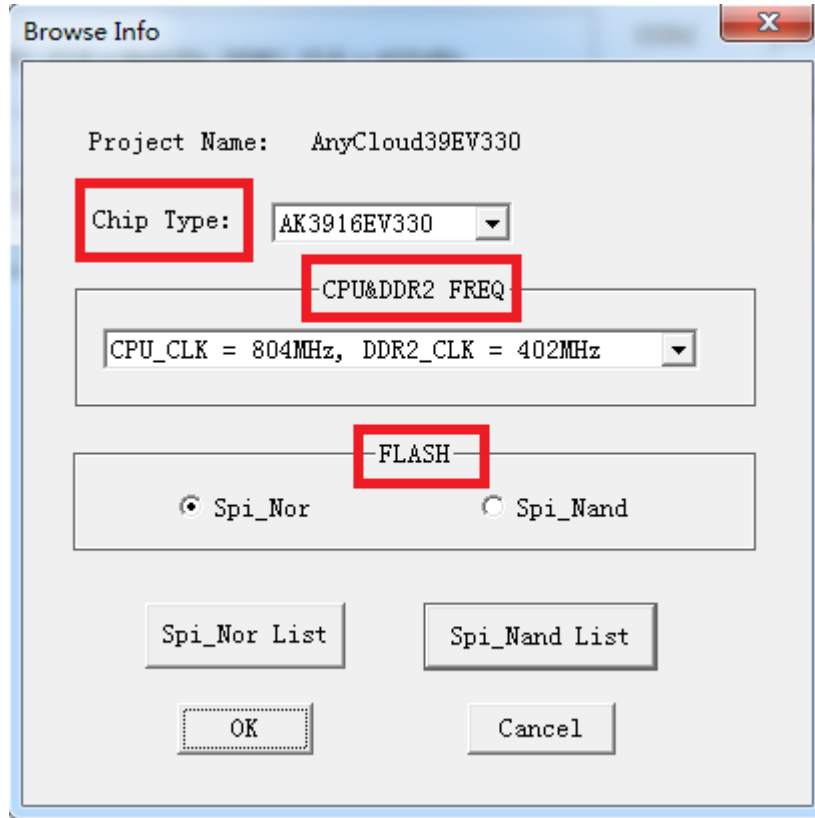 Browse Info
Project Name: AnyCloud39EV330
Chip Type: AK3916EV330
CPU&DDR2 FREQ
CPU_CLK = 804MHz, DDR2_CLK = 402MHz
FLASH
Spi_Nor Spi_Nand
Spi_Nor List Spi_Nand List
OK Cancel